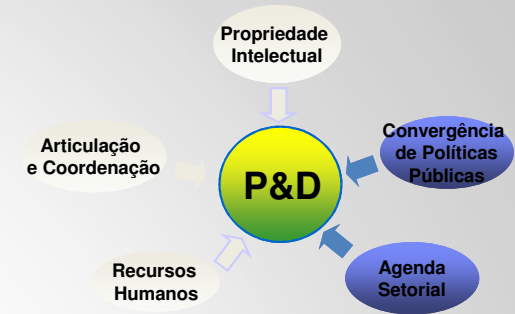 Propriedade
Intelectual
Articulação
e Coordenação
Convergência
de Políticas
Públicas
P&D
Recursos
Humanos
Agenda
Setorial